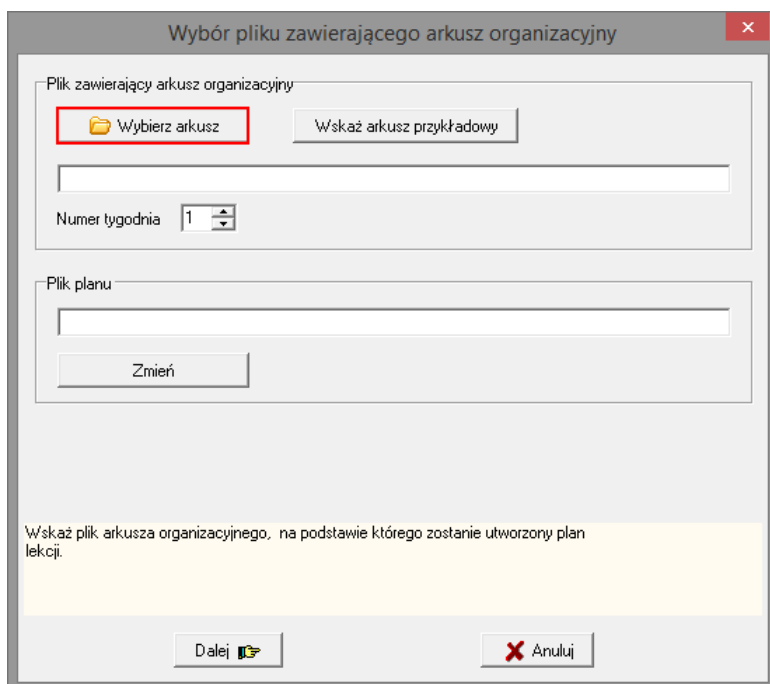 Wybór pliku zawierającego arkusz organizacyjny
Plik zawierający arkusz organizacyjny
Wybierz arkusz
Wskaż arkusz przykładowy
Numer tygodnia 1
Plik planu
Zmień
Wskaż plik arkusza organizacyjnego, na podstawie którego zostanie utworzony plan
lekcji.
Dalej
Anuluj